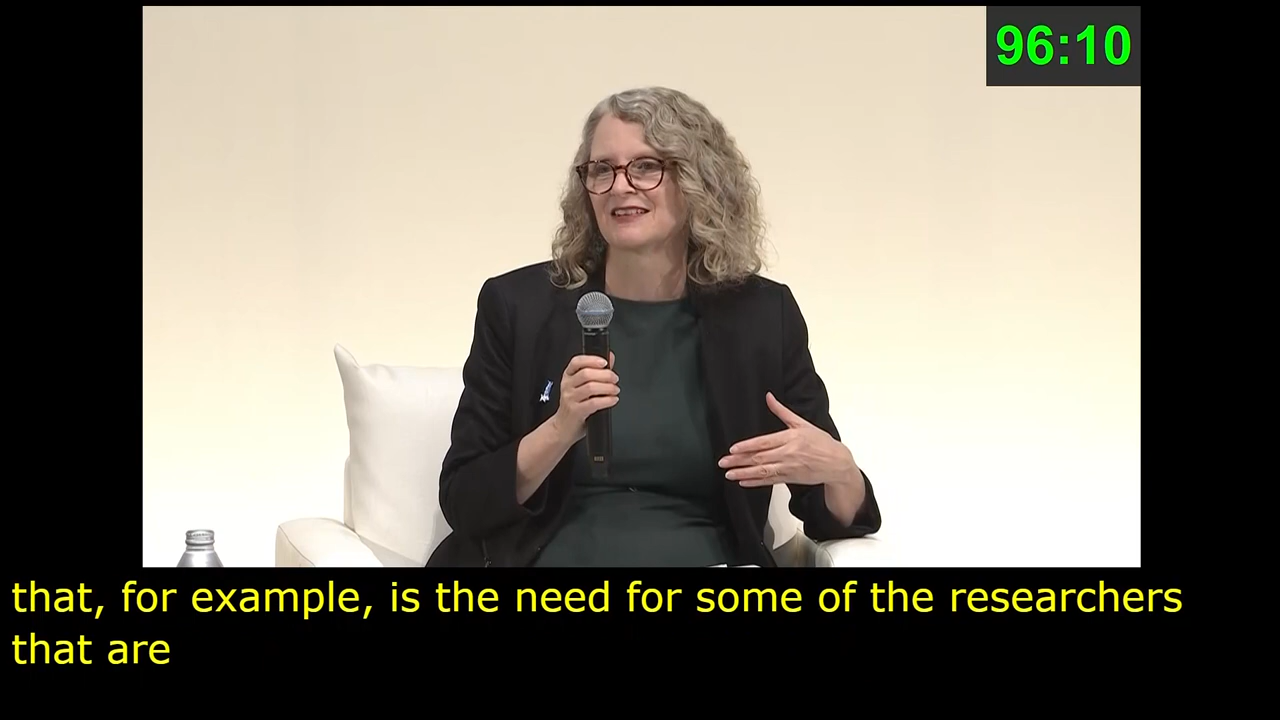 96:10
that, for example, is the need for some of the researchers
that are